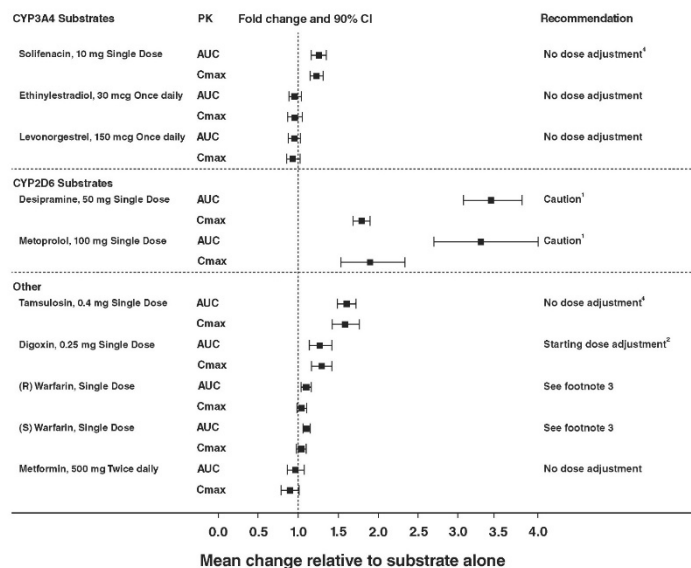 CYP3A4 Substrates PK Fold change and 90% CI Recommendation
Solifenacin, 10 mg Single Dose AUC No dose adjustment⁴
Cmax
Ethinylestradiol, 30 mcg Once daily AUC No dose adjustment
Cmax
Levonorgestrel, 150 mcg Once daily AUC No dose adjustment
Cmax
CYP2D6 Substrates
Desipramine, 50 mg Single Dose AUC Caution¹
Cmax
Metoprolol, 100 mg Single Dose AUC Caution¹
Cmax
Other
Tamsulosin, 0.4 mg Single Dose AUC No dose adjustment⁴
Cmax
Digoxin, 0.25 mg Single Dose AUC Starting dose adjustment²
Cmax
(R) Warfarin, Single Dose AUC See footnote 3
Cmax
(S) Warfarin, Single Dose AUC See footnote 3
Cmax
Metformin, 500 mg Twice daily AUC No dose adjustment
Cmax
0.0 0.5 1.0 1.5 2.0 2.5 3.0 3.5 4.0
Mean change relative to substrate alone